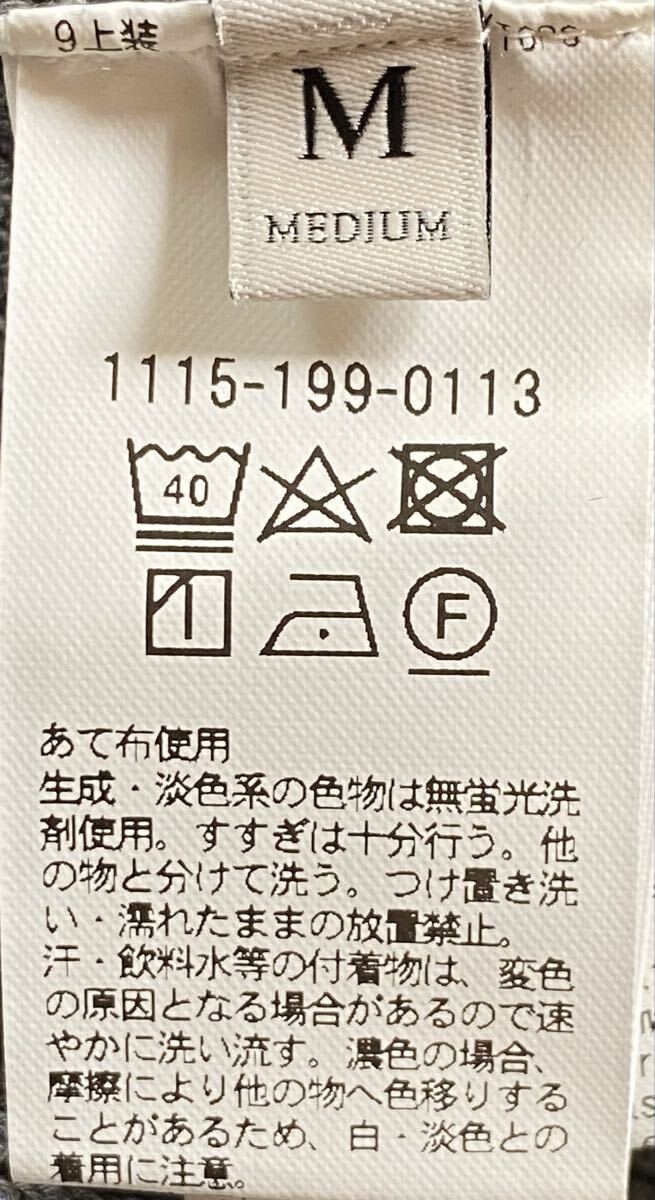 9上装
M
MEDIUM
1115-199-0113
40
F
あて布使用
生成・淡色系の色物は無蛍光洗
剤使用。すすぎは十分行う。他
の物と分けて洗う。つけ置き洗
い・濡れたままの放置禁止。
汗・飲料水等の付着物は、変色
の原因となる場合があるので速
やかに洗い流す。濃色の場合、
摩擦により他の物へ色移りする
ことがあるため、白・淡色との
着用に注意。